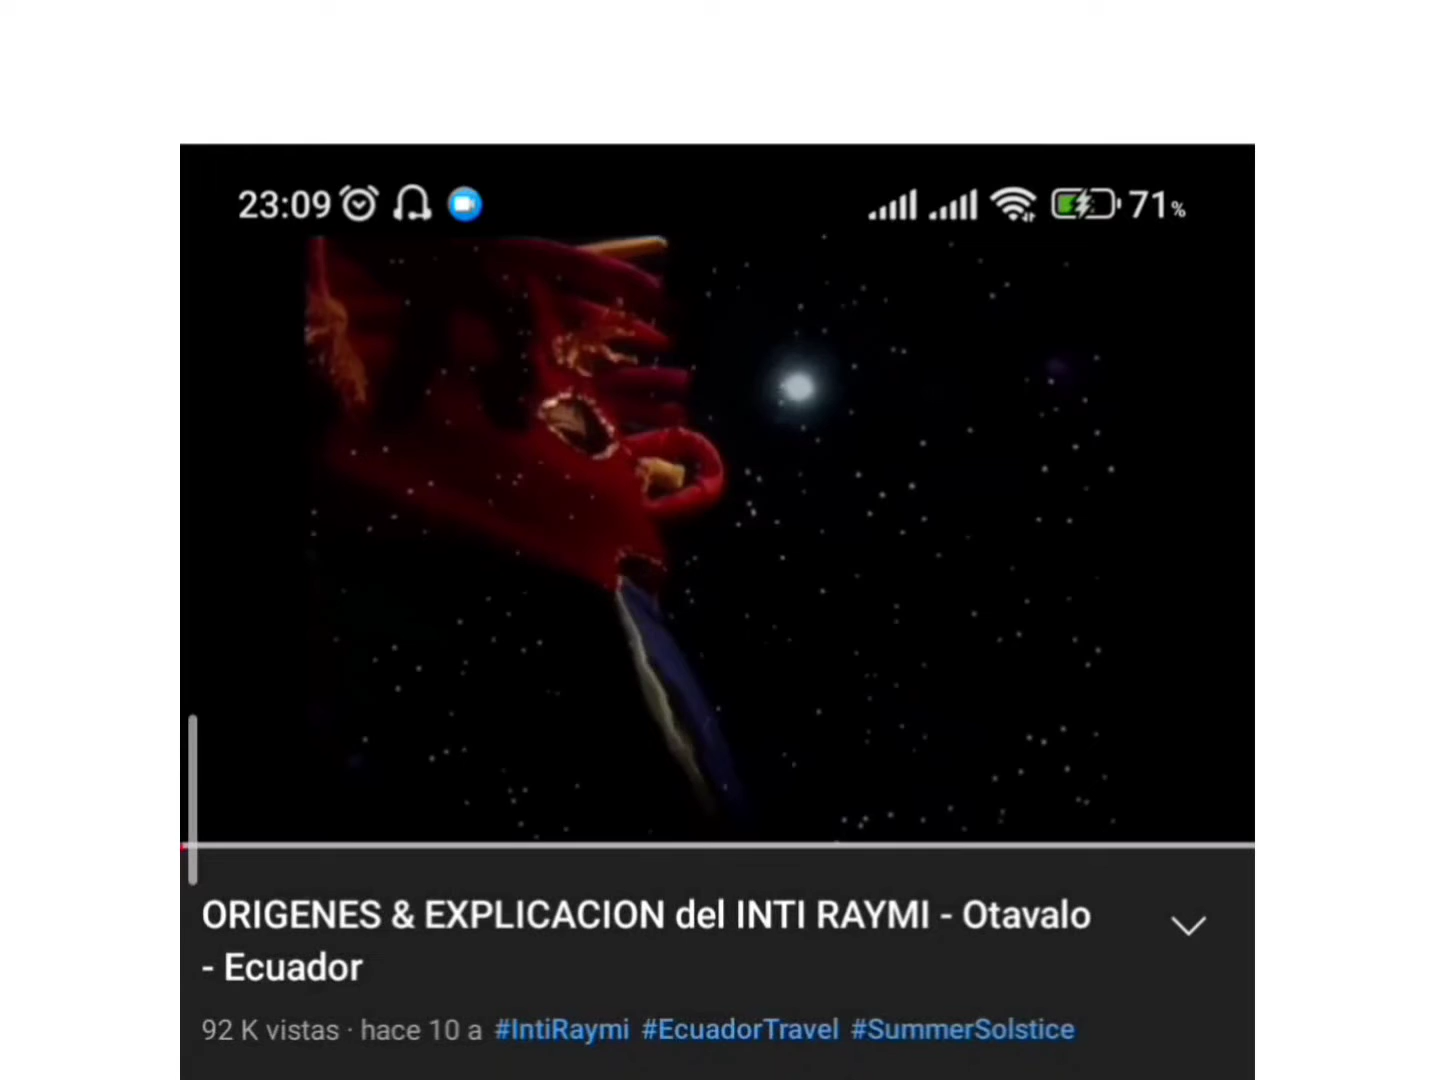 23:09 71%
ORIGENES & EXPLICACION del INTI RAYMI - Otavalo
- Ecuador
92 K vistas · hace 10 a #IntiRaymi #EcuadorTravel #SummerSolstice